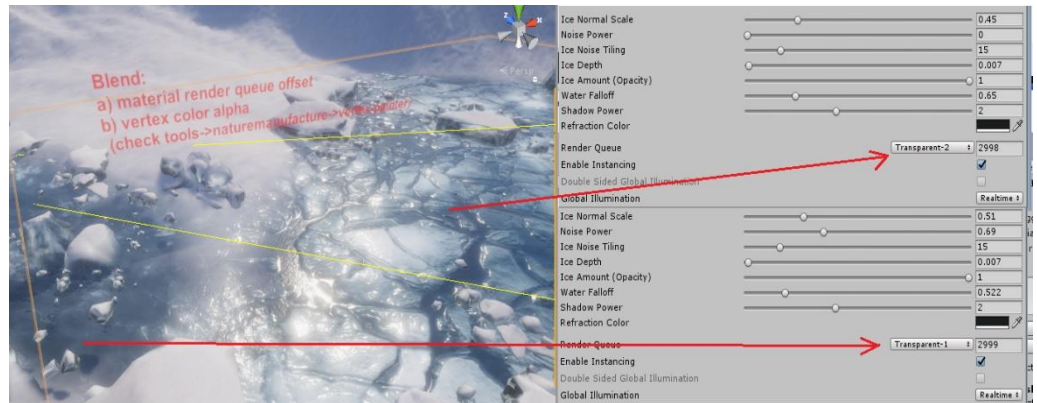 Blend:
a) material render queue offset
b) vertex color alpha
(check tools->naturemanufacture->vertex painter)
z
x
< Persp
Ice Normal Scale 0.45
Noise Power 0
Ice Noise Tiling 15
Ice Depth 0.007
Ice Amount (Opacity) 1
Water Falloff 0.65
Shadow Power 2
Refraction Color
Render Queue Transparent-2 2998
Enable Instancing
Double Sided Global Illumination
Global Illumination Realtime
Ice Normal Scale 0.51
Noise Power 0.69
Ice Noise Tiling 15
Ice Depth 0.007
Ice Amount (Opacity) 1
Water Falloff 0.522
Shadow Power 2
Refraction Color
Render Queue Transparent-1 2999
Enable Instancing
Double Sided Global Illumination
Global Illumination Realtime